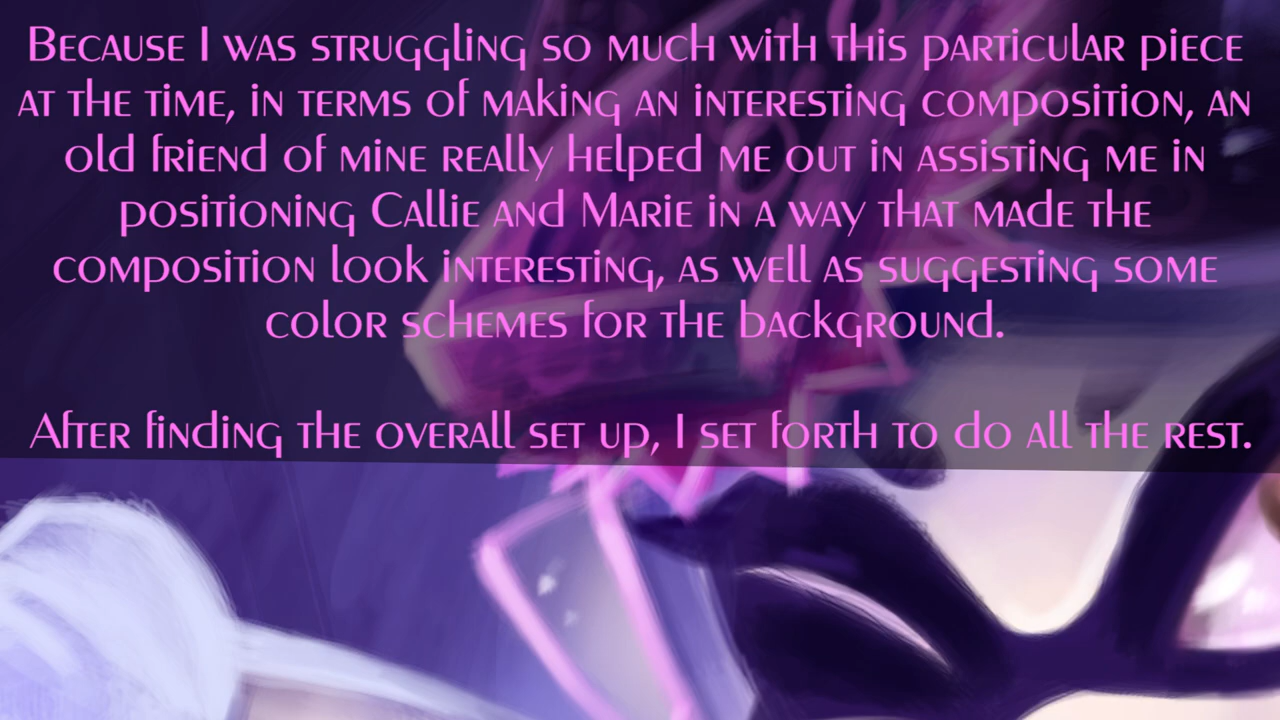 Because I was struggling so much with this particular piece
at the time, in terms of making an interesting composition, an
old friend of mine really helped me out in assisting me in
positioning Callie and Marie in a way that made the
composition look interesting, as well as suggesting some
color schemes for the background.
After finding the overall set up, I set forth to do all the rest.